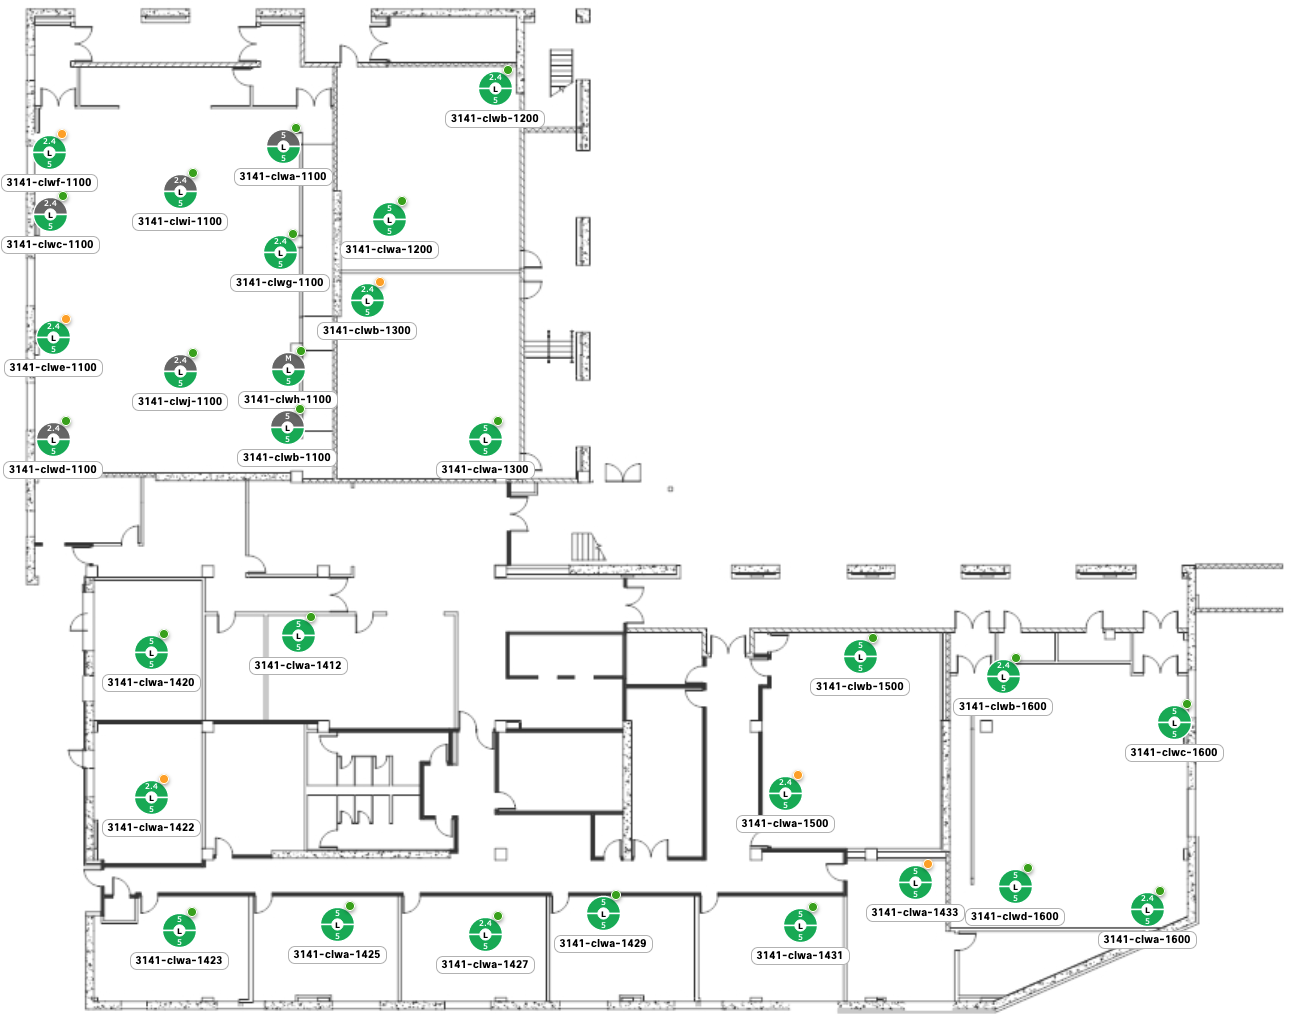 2.4
L
5
3141-clwb-1200
2.4
L
5
3141-clwf-1100
5
L
5
3141-clwa-1100
2.4
L
5
3141-clwi-1100
2.4
L
5
3141-clwc-1100
5
L
5
3141-clwa-1200
2.4
L
5
3141-clwg-1100
2.4
L
5
3141-clwb-1300
2.4
L
5
3141-clwe-1100
2.4
L
5
3141-clwj-1100
M
L
5
3141-clwh-1100
2.4
L
5
3141-clwd-1100
5
L
5
3141-clwb-1100
5
L
5
3141-clwa-1300
5
L
5
3141-clwa-1420
5
L
5
3141-clwa-1412
5
L
5
3141-clwb-1500
2.4
L
5
3141-clwb-1600
5
L
5
3141-clwc-1600
2.4
L
5
3141-clwa-1422
2.4
L
5
3141-clwa-1500
5
L
5
3141-clwa-1433
5
L
5
3141-clwd-1600
2.4
L
5
3141-clwa-1600
5
L
5
3141-clwa-1423
5
L
5
3141-clwa-1425
2.4
L
5
3141-clwa-1427
5
L
5
3141-clwa-1429
5
L
5
3141-clwa-1431